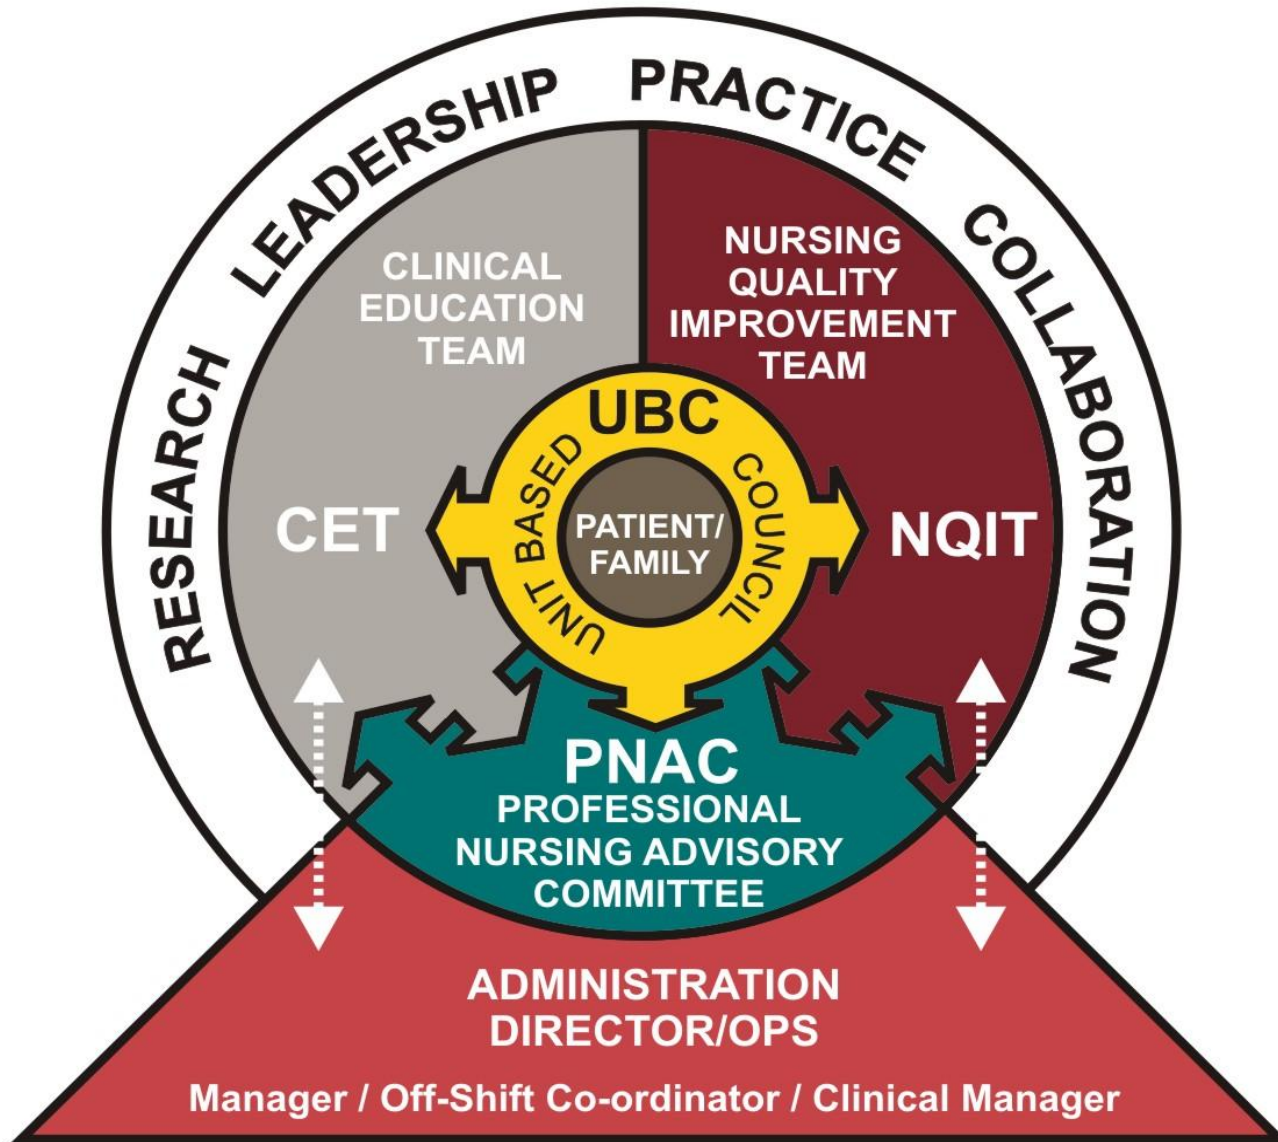 RESEARCH LEADERSHIP PRACTICE COLLABORATION
CLINICAL
EDUCATION
TEAM
CET
NURSING
QUALITY
IMPROVEMENT
TEAM
NQIT
UBC
UNIT BASED COUNCIL
PATIENT/
FAMILY
PNAC
PROFESSIONAL
NURSING ADVISORY
COMMITTEE
ADMINISTRATION
DIRECTOR/OPS
Manager / Off-Shift Co-ordinator / Clinical Manager